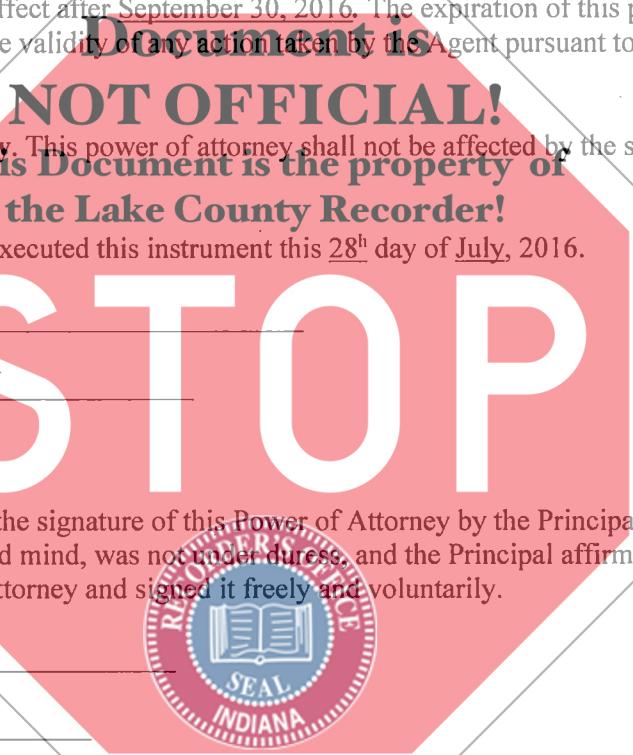 ffect after September 30, 2016. The expiration of this p
e validity of any action taken by the Agent pursuant to
Document is
NOT OFFICIAL!
y. This power of attorney shall not be affected by the s
is Document is the property of
the Lake County Recorder!
xecuted this instrument this 28h day of July, 2016.
STOP
the signature of this Power of Attorney by the Principa
d mind, was not under duress, and the Principal affirm
ttorney and signed it freely and voluntarily.
RECORDER'S OFFICE
SEAL
INDIANA